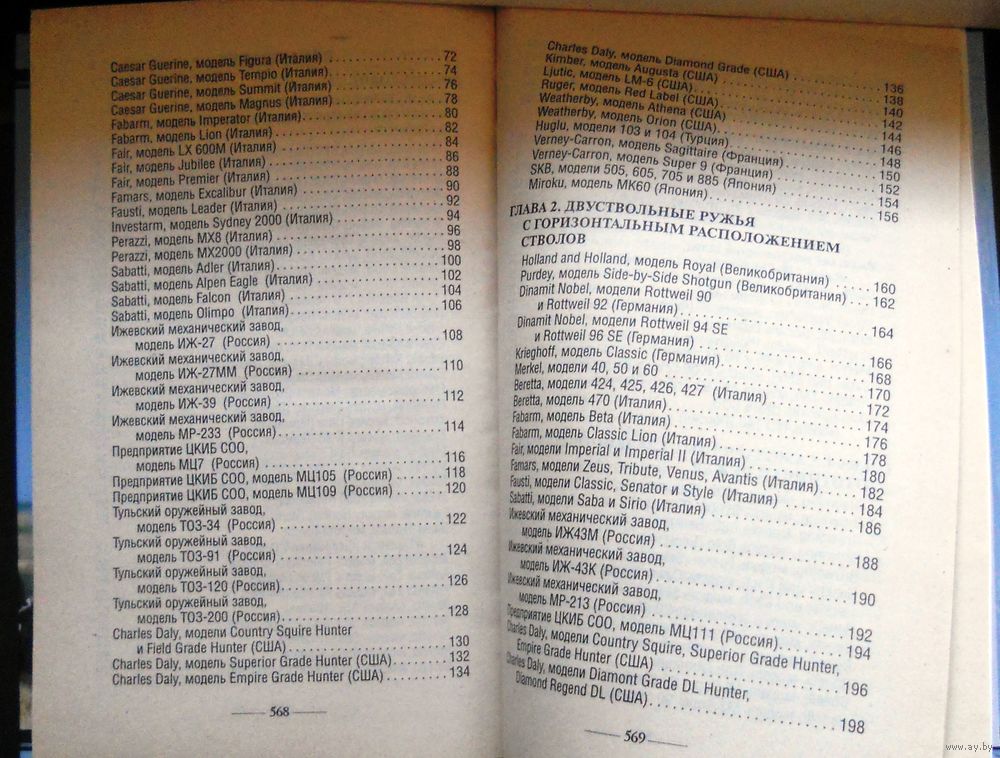 Caesar Guerine, модель Figura (Италия) . . . . . . . . . . 72
Caesar Guerine, модель Tempio (Италия) . . . . . . . . . . 74
Caesar Guerine, модель Summit (Италия) . . . . . . . . . . 76
Caesar Guerine, модель Magnus (Италия) . . . . . . . . . . 78
Fabarm, модель Imperator (Италия) . . . . . . . . . . 80
Fabarm, модель Lion (Италия) . . . . . . . . . . 82
Fair, модель LX 600M (Италия) . . . . . . . . . . 84
Fair, модель Jubilee (Италия) . . . . . . . . . . 86
Fair, модель Premier (Италия) . . . . . . . . . . 88
Famars, модель Excalibur (Италия) . . . . . . . . . . 90
Fausti, модель Leader (Италия) . . . . . . . . . . 92
Investarm, модель Sydney 2000 (Италия) . . . . . . . . . . 94
Perazzi, модель MX8 (Италия) . . . . . . . . . . 96
Perazzi, модель MX2000 (Италия) . . . . . . . . . . 98
Sabatti, модель Adler (Италия) . . . . . . . . . . 100
Sabatti, модель Alpen Eagle (Италия) . . . . . . . . . . 102
Sabatti, модель Falcon (Италия) . . . . . . . . . . 104
Sabatti, модель Olimpo (Италия) . . . . . . . . . . 106
Ижевский механический завод,
модель ИЖ-27 (Россия) . . . . . . . . . . 108
Ижевский механический завод,
модель ИЖ-27ММ (Россия) . . . . . . . . . . 110
Ижевский механический завод,
модель ИЖ-39 (Россия) . . . . . . . . . . 112
Ижевский механический завод,
модель МР-233 (Россия) . . . . . . . . . . 114
Предприятие ЦКИБ СОО,
модель МЦ7 (Россия) . . . . . . . . . . 116
Предприятие ЦКИБ СОО, модель МЦ105 (Россия) . . . . . . 118
Предприятие ЦКИБ СОО, модель МЦ109 (Россия) . . . . . . 120
Тульский оружейный завод,
модель ТОЗ-34 (Россия) . . . . . . . . . . 122
Тульский оружейный завод,
модель ТОЗ-91 (Россия) . . . . . . . . . . 124
Тульский оружейный завод,
модель ТОЗ-120 (Россия) . . . . . . . . . . 126
Тульский оружейный завод,
модель ТОЗ-200 (Россия) . . . . . . . . . . 128
Charles Daly, модели Country Squire Hunter
и Field Grade Hunter (США) . . . . . . . . . . 130
Charles Daly, модель Superior Grade Hunter (США) . . . . . . 132
Charles Daly, модель Empire Grade Hunter (США) . . . . . . 134
568
Charles Daly, модель Diamond Grade (США) . . . . . . . . . . 136
Kimber, модель Augusta (США) . . . . . . . . . . 138
Ljutic, модель LM-6 (США) . . . . . . . . . . 140
Ruger, модель Red Label (США) . . . . . . . . . . 142
Weatherby, модель Athena (США) . . . . . . . . . . 144
Weatherby, модель Orion (США) . . . . . . . . . . 146
Huglu, модели 103 и 104 (Турция) . . . . . . . . . . 148
Verney-Carron, модель Sagittaire (Франция) . . . . . . . . . . 150
Verney-Carron, модель Super 9 (Франция) . . . . . . . . . . 152
SKB, модели 505, 605, 705 и 885 (Япония) . . . . . . . . . . 154
Miroku, модель MK60 (Япония) . . . . . . . . . . 156
ГЛАВА 2. ДВУСТВОЛЬНЫЕ РУЖЬЯ
С ГОРИЗОНТАЛЬНЫМ РАСПОЛОЖЕНИЕМ
СТВОЛОВ
Holland and Holland, модель Royal (Великобритания) . . . . . 160
Purdey, модель Side-by-Side Shotgun (Великобритания) . . . 162
Dinamit Nobel, модели Rottweil 90
и Rottweil 92 (Германия) . . . . . . . . . . 164
Dinamit Nobel, модели Rottweil 94 SE
и Rottweil 96 SE (Германия) . . . . . . . . . . 166
Krieghoff, модель Classic (Германия) . . . . . . . . . . 168
Merkel, модели 40, 50 и 60 . . . . . . . . . . 170
Beretta, модели 424, 425, 426, 427 (Италия) . . . . . . . . . . 172
Beretta, модель 470 (Италия) . . . . . . . . . . 174
Fabarm, модель Beta (Италия) . . . . . . . . . . 176
Fabarm, модель Classic Lion (Италия) . . . . . . . . . . 178
Fair, модели Imperial и Imperial II (Италия) . . . . . . . . . . 180
Famars, модели Zeus, Tribute, Venus, Avantis (Италия) . . . . . 182
Fausti, модели Classic, Senator и Style (Италия) . . . . . . . . 184
Sabatti, модели Saba и Sirio (Италия) . . . . . . . . . . 186
Ижевский механический завод,
модель ИЖ43М (Россия) . . . . . . . . . . 188
Ижевский механический завод,
модель ИЖ-43К (Россия) . . . . . . . . . . 190
Ижевский механический завод,
модель МР-213 (Россия) . . . . . . . . . . 192
Предприятие ЦКИБ СОО, модель МЦ111 (Россия) . . . . . . . 194
Charles Daly, модели Country Squire, Superior Grade Hunter,
Empire Grade Hunter (США) . . . . . . . . . . 196
Charles Daly, модели Diamont Grade DL Hunter,
Diamond Regend DL (США) . . . . . . . . . . 198
569
www.ay.by